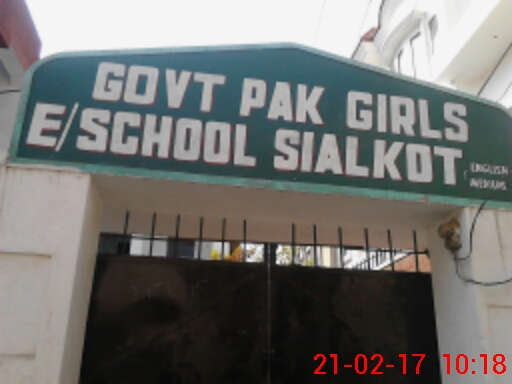 GOVT PAK GIRLS
E/SCHOOL SIALKOT
ENGLISH
MEDIUM
21-02-17 10:18